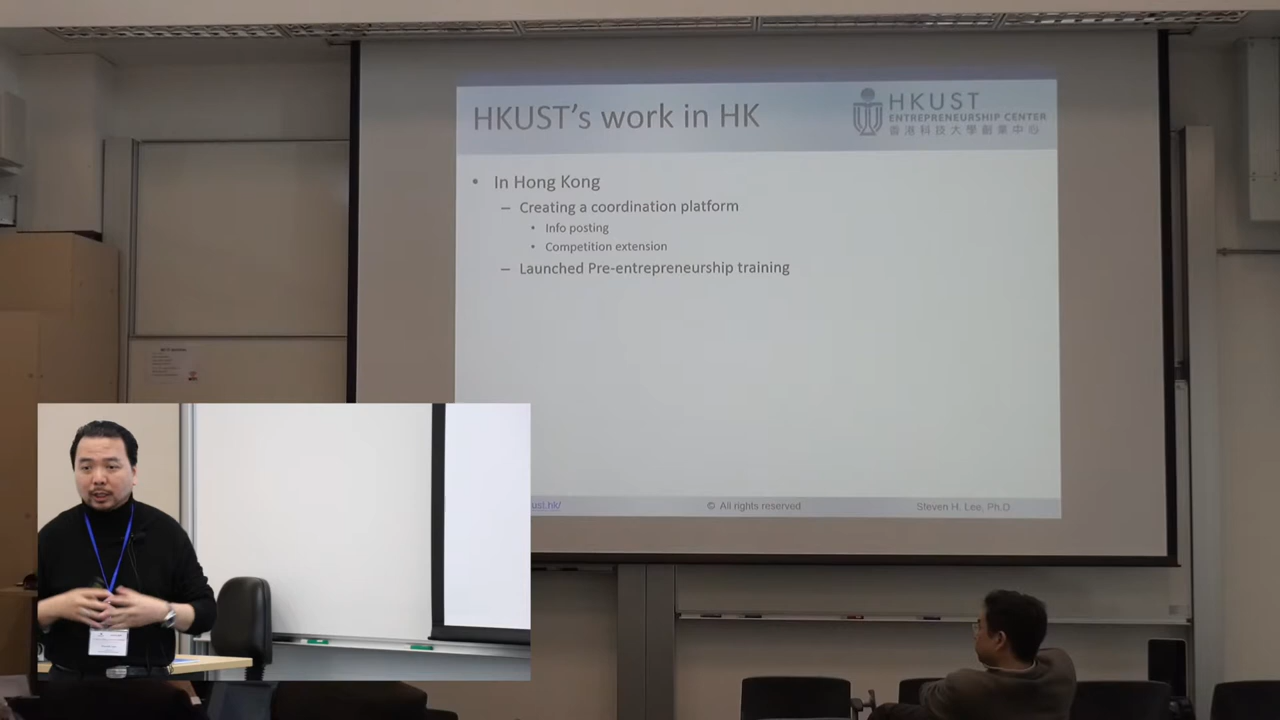 HKUST's work in HK
HKUST
ENTREPRENEURSHIP CENTER
香港科技大學創業中心
• In Hong Kong
– Creating a coordination platform
• Info posting
• Competition extension
– Launched Pre-entrepreneurship training
ust.hk/
© All rights reserved
Steven H. Lee, Ph.D